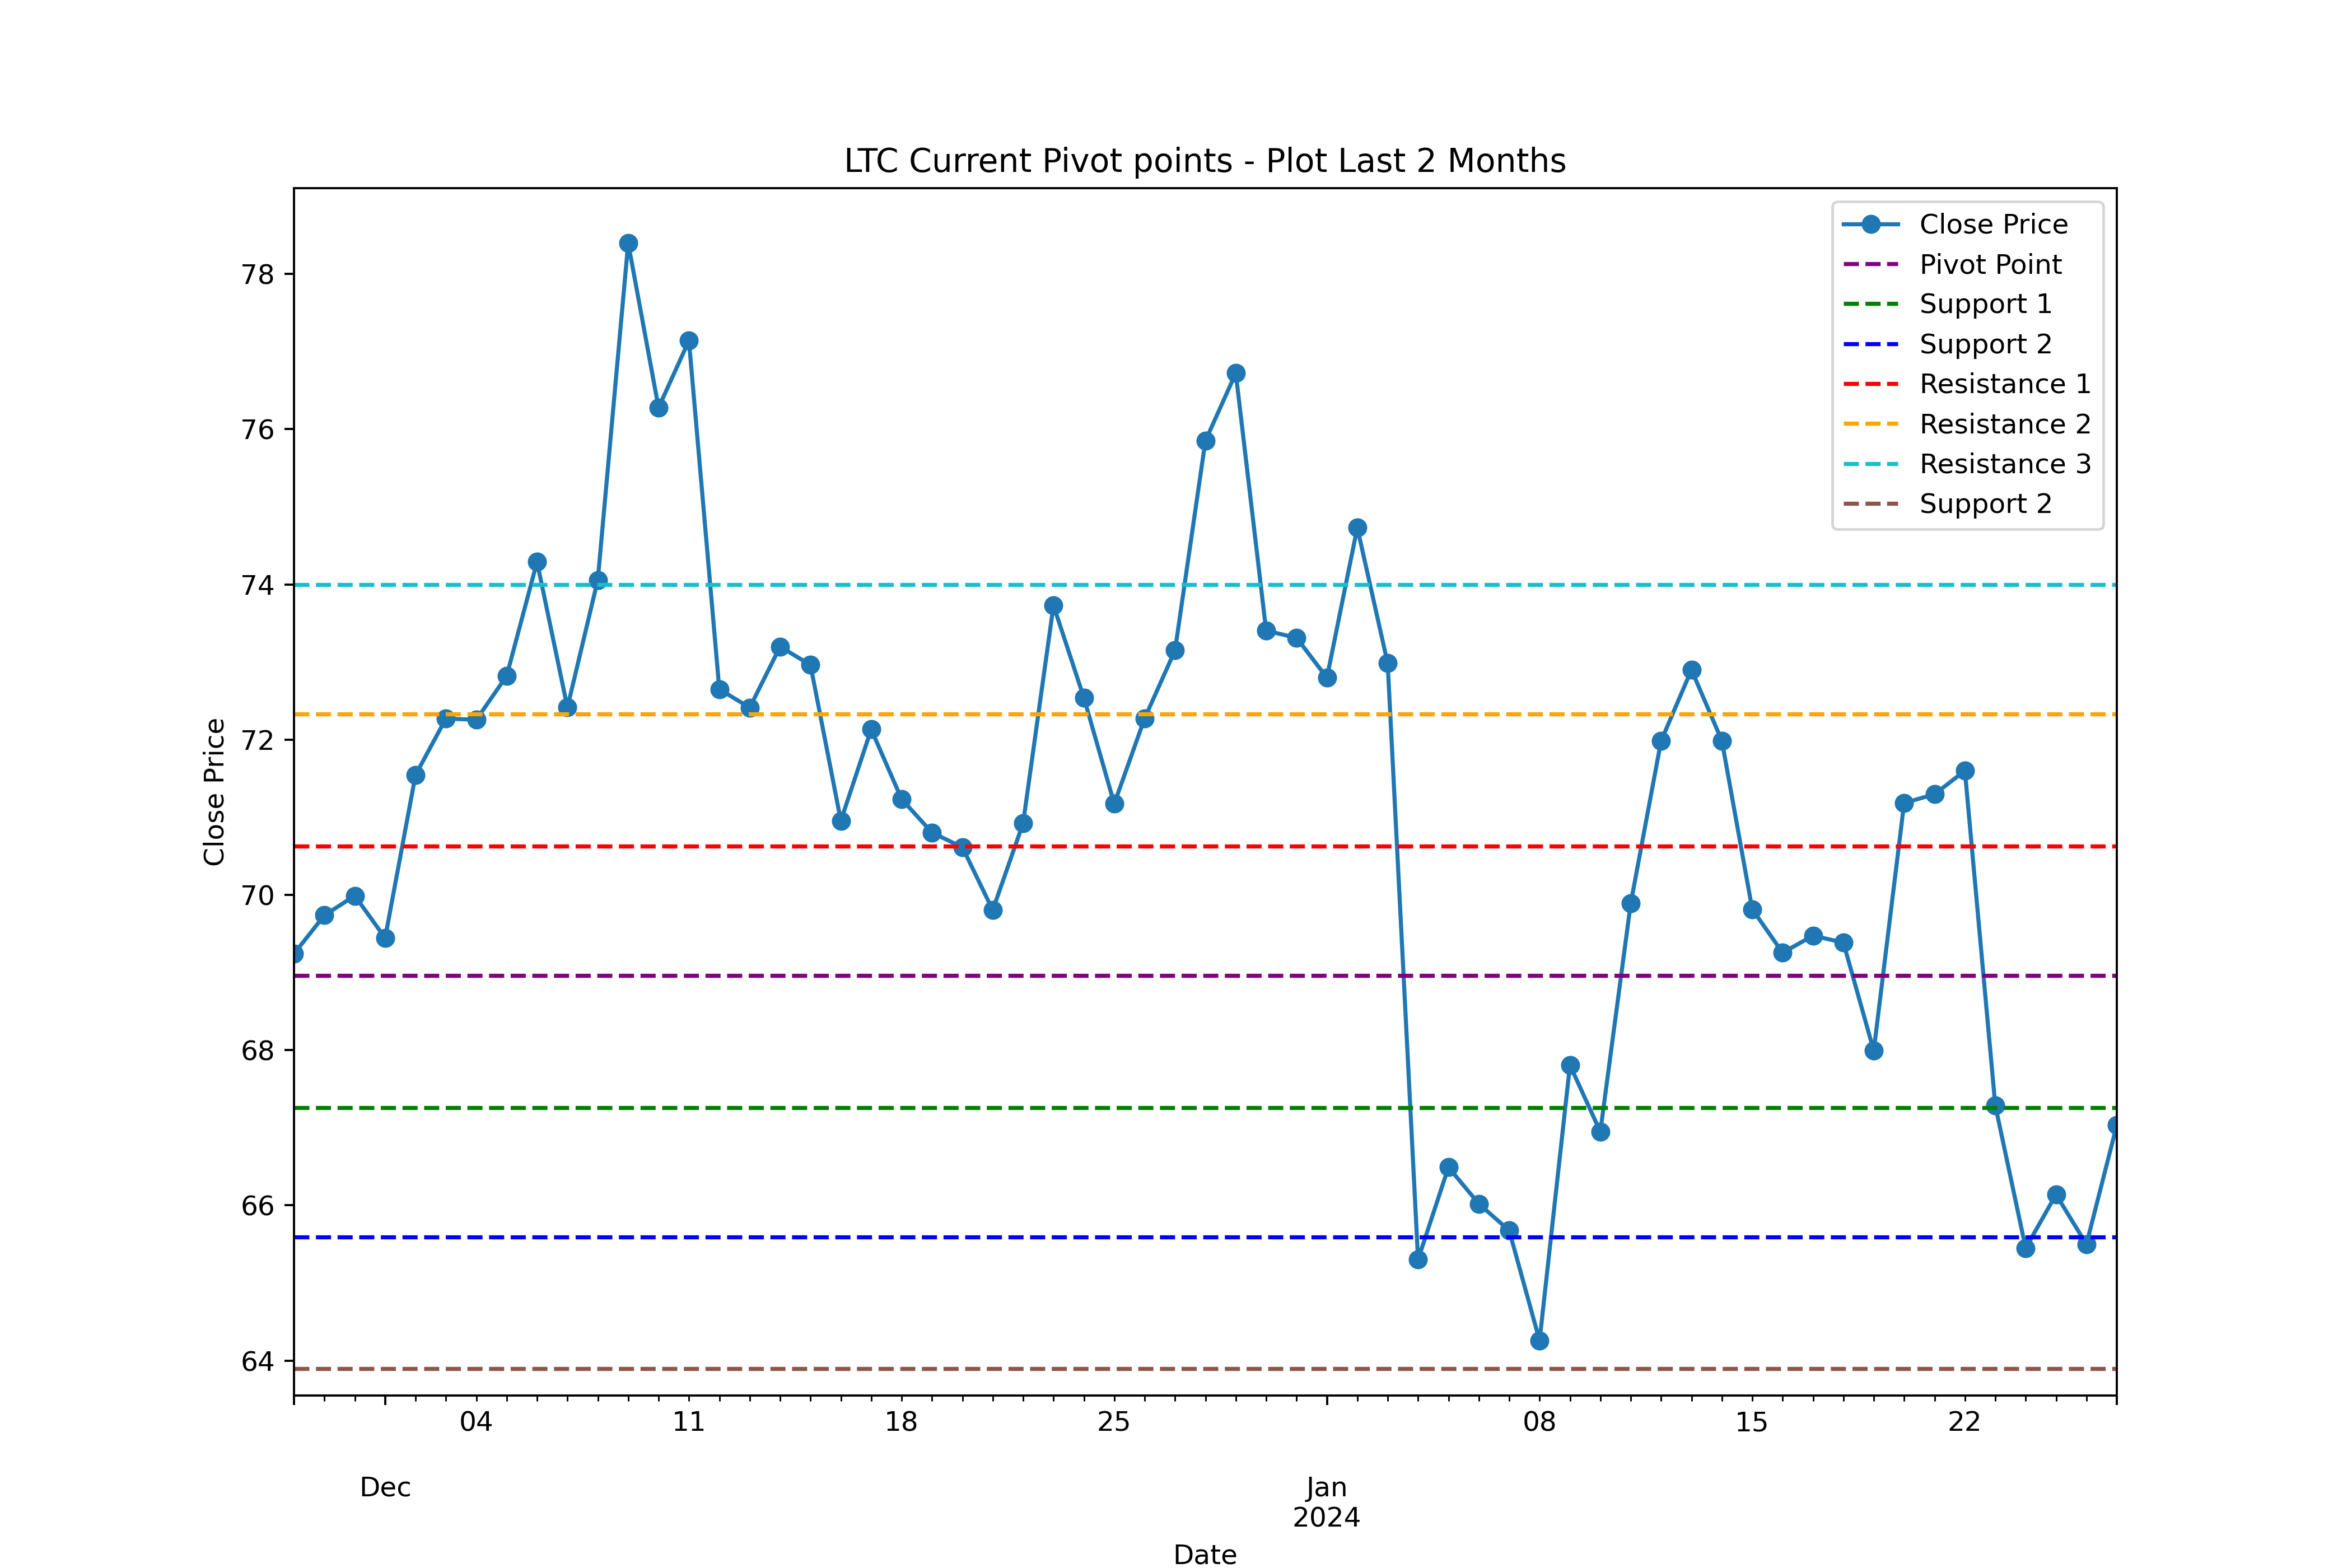 LTC Current Pivot points - Plot Last 2 Months
Close Price
Pivot Point
Support 1
Support 2
Resistance 1
Resistance 2
Resistance 3
Support 2
78
76
74
72
70
68
66
64
Close Price
04
11
18
25
08
15
22
Dec
Jan
2024
Date